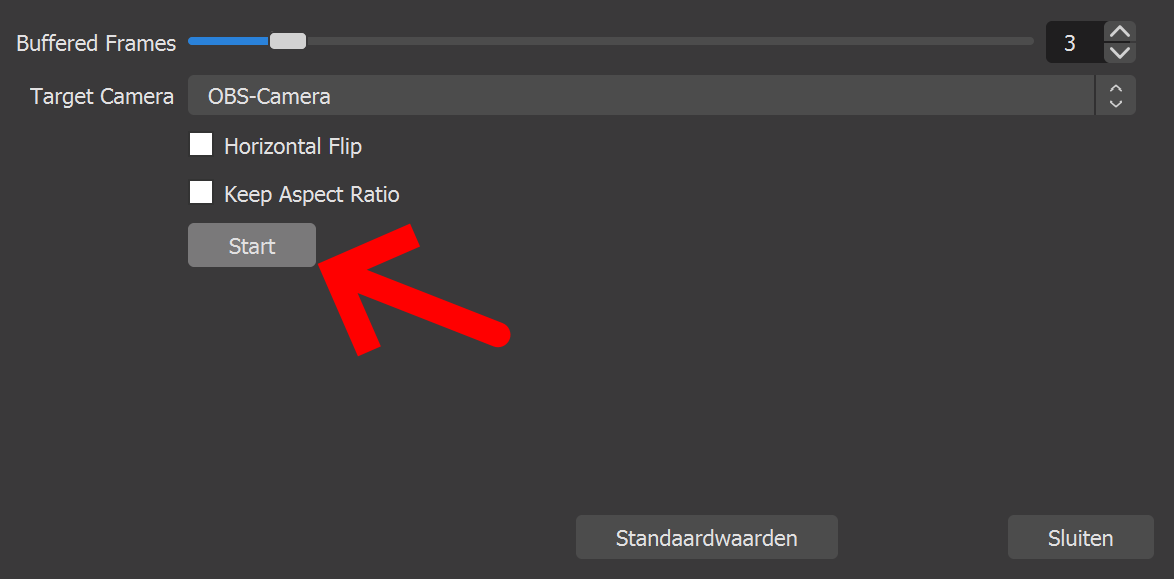 Buffered Frames 3
Target Camera OBS-Camera
Horizontal Flip
Keep Aspect Ratio
Start
Standaardwaarden Sluiten